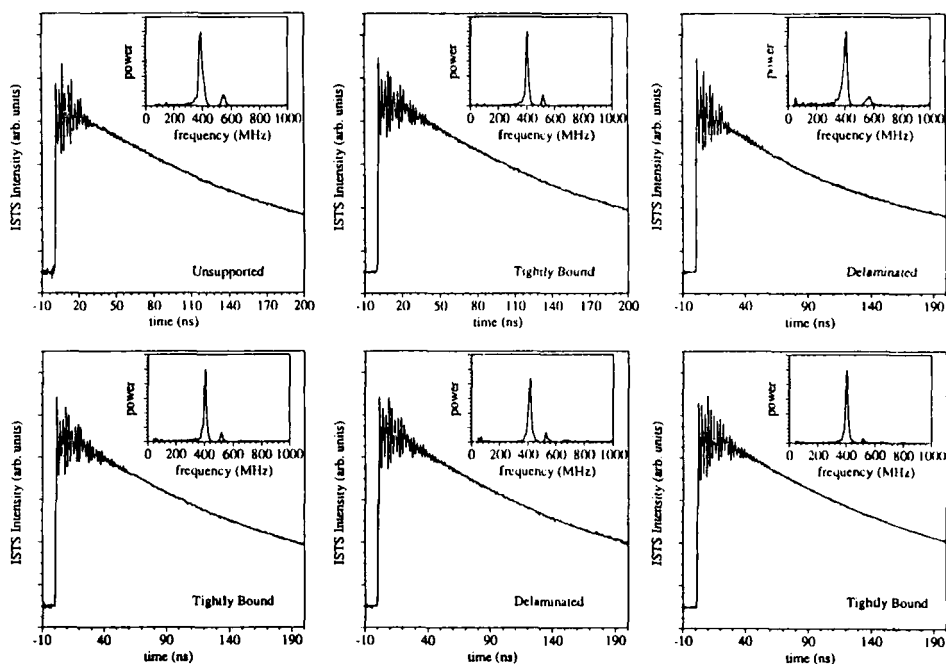 power
0 200 400 600 800 1000
frequency (MHz)
ISTS Intensity (arb. units)
Unsupported
-10 20 50 80 110 140 170 200
time (ns)
power
0 200 400 600 800 1000
frequency (MHz)
ISTS Intensity (arb. units)
Tightly Bound
-10 20 50 80 110 140 170 200
time (ns)
power
0 200 400 600 800 1000
frequency (MHz)
ISTS Intensity (arb. units)
Delaminated
-10 40 90 140 190
time (ns)
power
0 200 400 600 800 1000
frequency (MHz)
ISTS Intensity (arb. units)
Tightly Bound
-10 40 90 140 190
time (ns)
power
0 200 400 600 800 1000
frequency (MHz)
ISTS Intensity (arb. units)
Delaminated
-10 40 90 140 190
time (ns)
power
0 200 400 600 800 1000
frequency (MHz)
ISTS Intensity (arb. units)
Tightly Bound
-10 40 90 140 190
time (ns)